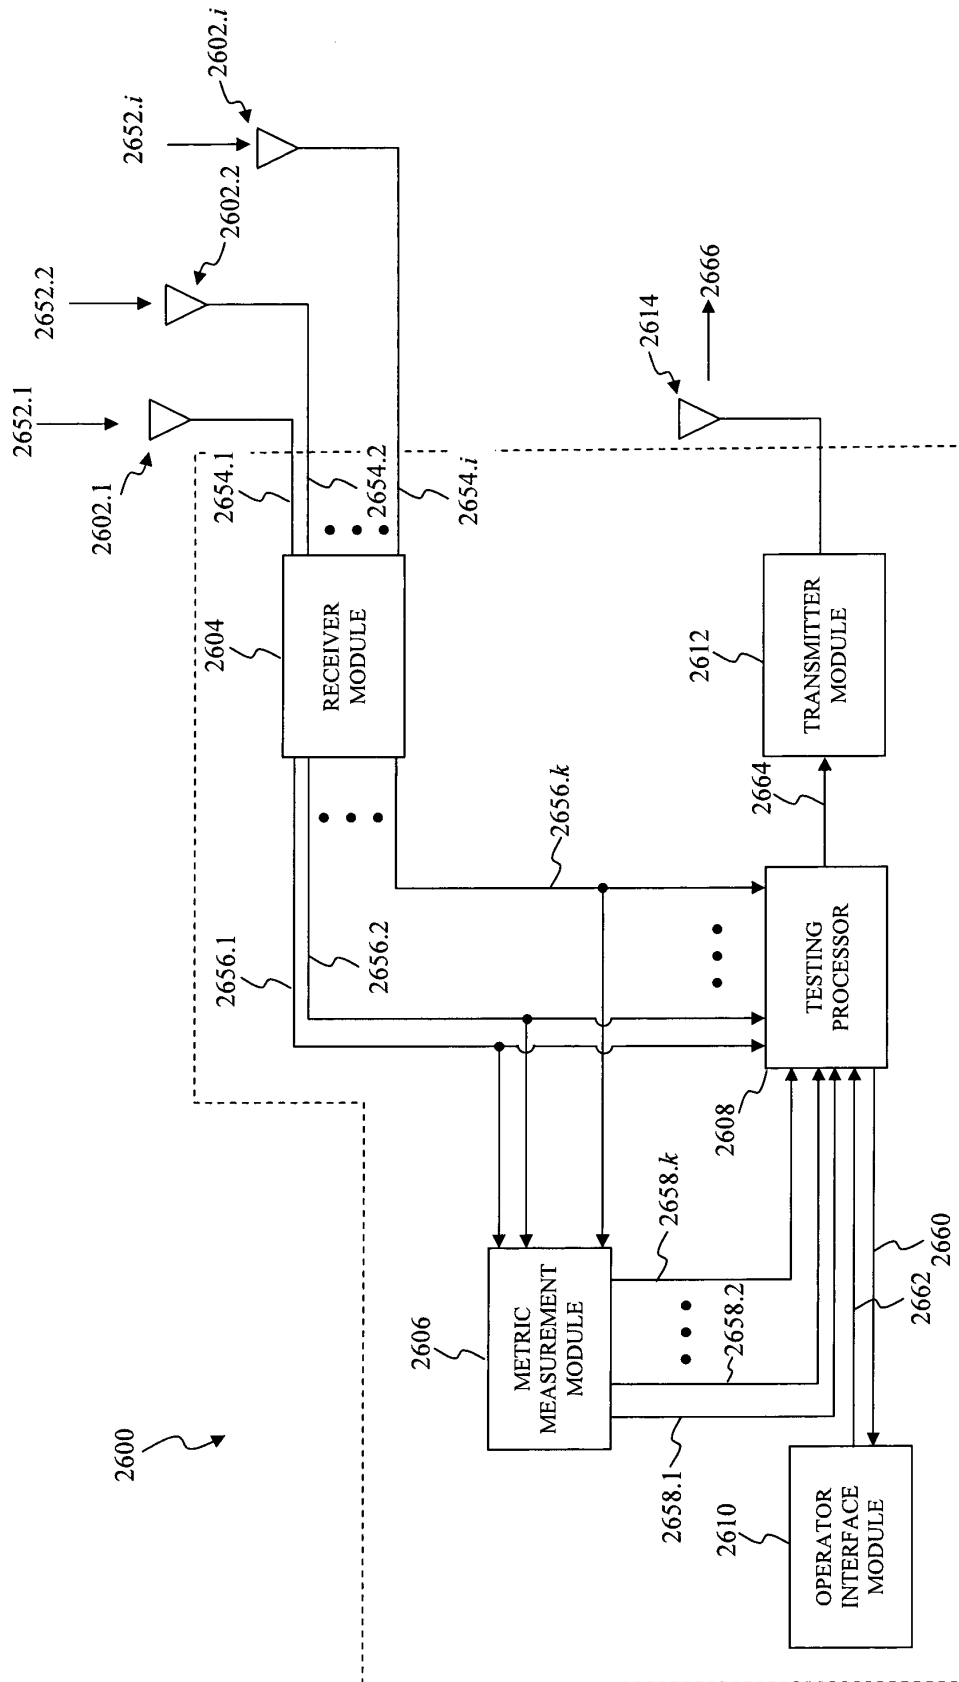 2600
2610
OPERATOR
INTERFACE
MODULE
2662
2660
2606
METRIC
MEASUREMENT
MODULE
2658.1
2658.2
2658.k
2608
TESTING
PROCESSOR
2656.1
2656.2
2656.k
2664
2604
RECEIVER
MODULE
2612
TRANSMITTER
MODULE
2654.1
2654.2
2654.i
2602.1
2652.1
2602.2
2652.2
2602.i
2652.i
2614
2666